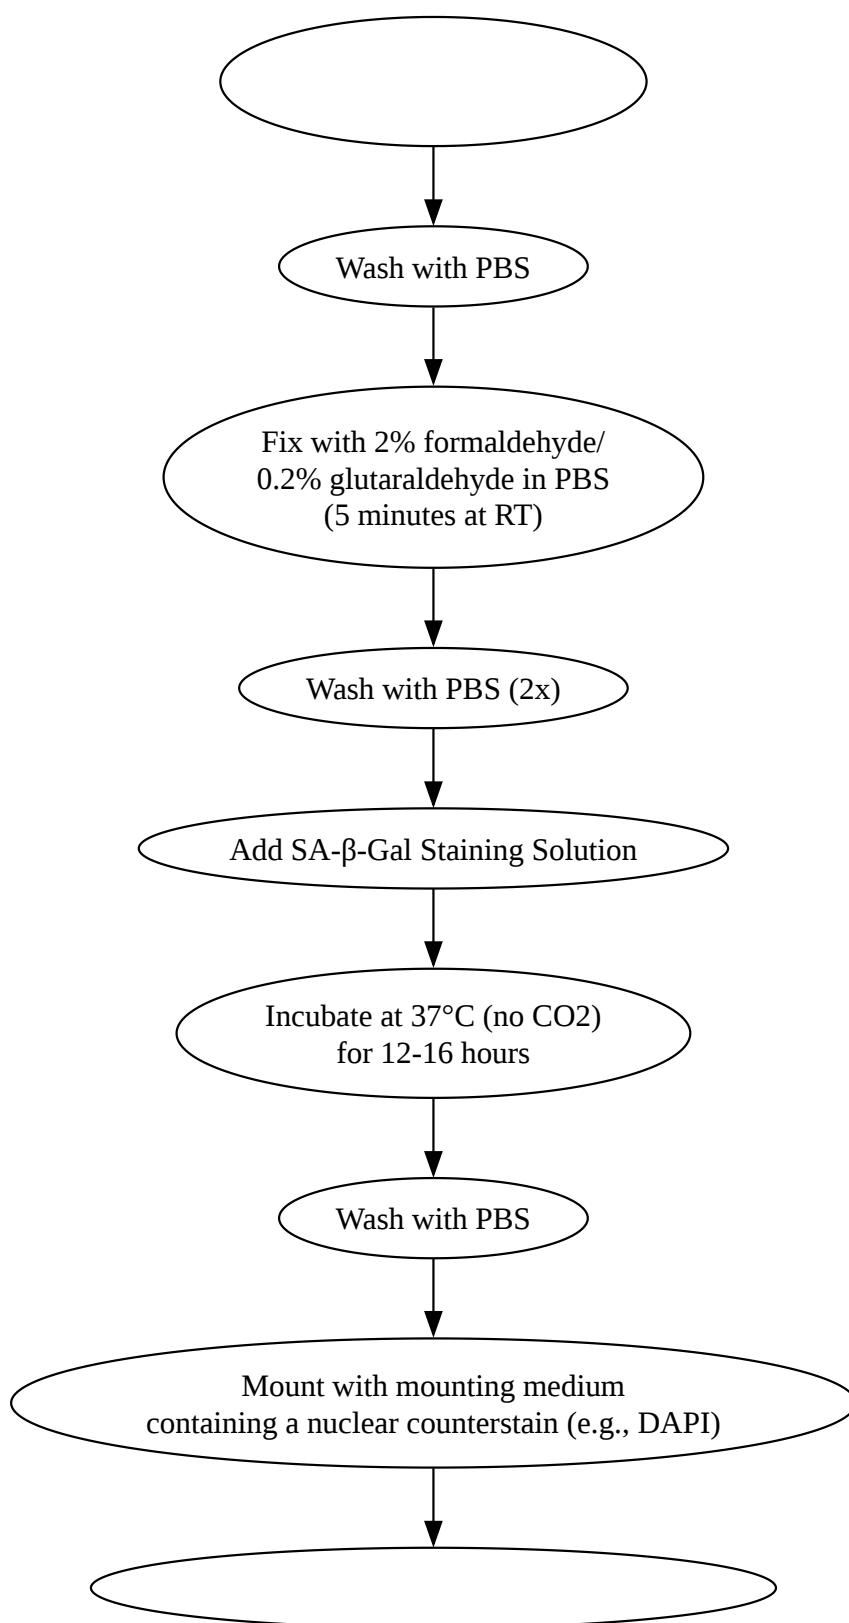 Wash with PBS
Fix with 2% formaldehyde/
0.2% glutaraldehyde in PBS
(5 minutes at RT)
Wash with PBS (2x)
Add SA-β-Gal Staining Solution
Incubate at 37°C (no CO2)
for 12-16 hours
Wash with PBS
Mount with mounting medium
containing a nuclear counterstain (e.g., DAPI)